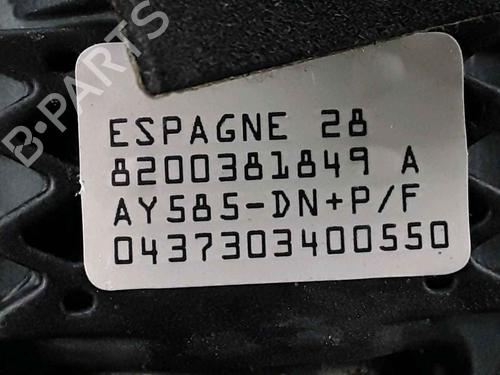 B-PARTS
ESPAGNE 28
8200381849 A
AY585-DN+P/F
0437303400550